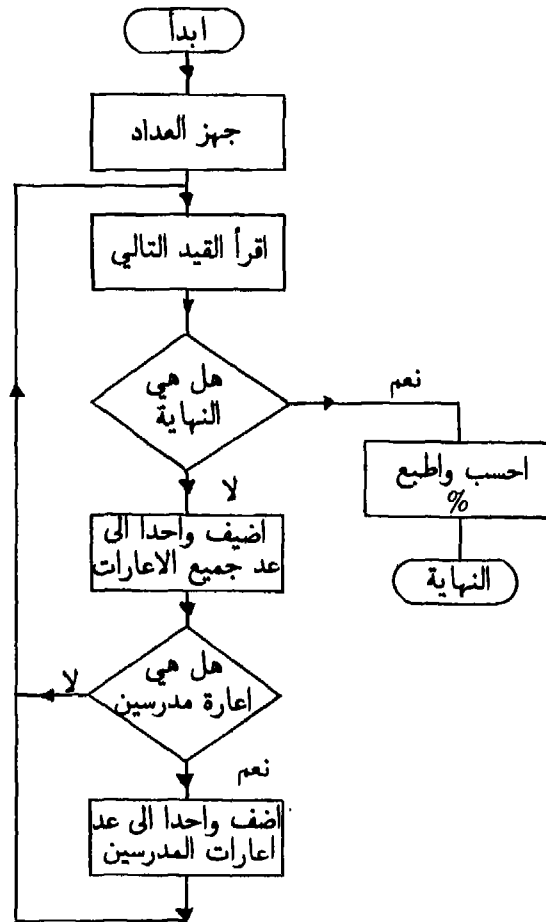 ابدأ
جهز العداد
اقرأ القيد التالي
هل هي
النهاية
نعم
احسب واطبع
%
النهاية
لا
اضيف واحدا الى
عد جميع الاعارات
هل هي
اعارة مدرسين
لا
نعم
اضف واحدا الى عد
اعارات المدرسين